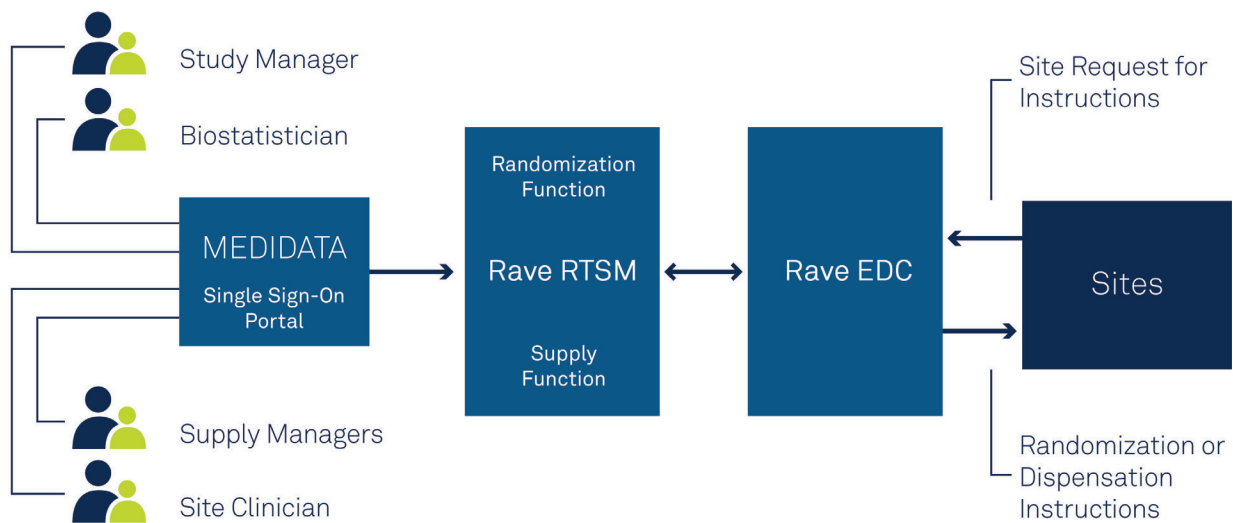 Study Manager
Biostatistician
MEDIDATA
Single Sign-On
Portal
Supply Managers
Site Clinician
Randomization
Function
Rave RTSM
Supply
Function
Rave EDC
Site Request for
Instructions
Sites
Randomization or
Dispensation
Instructions